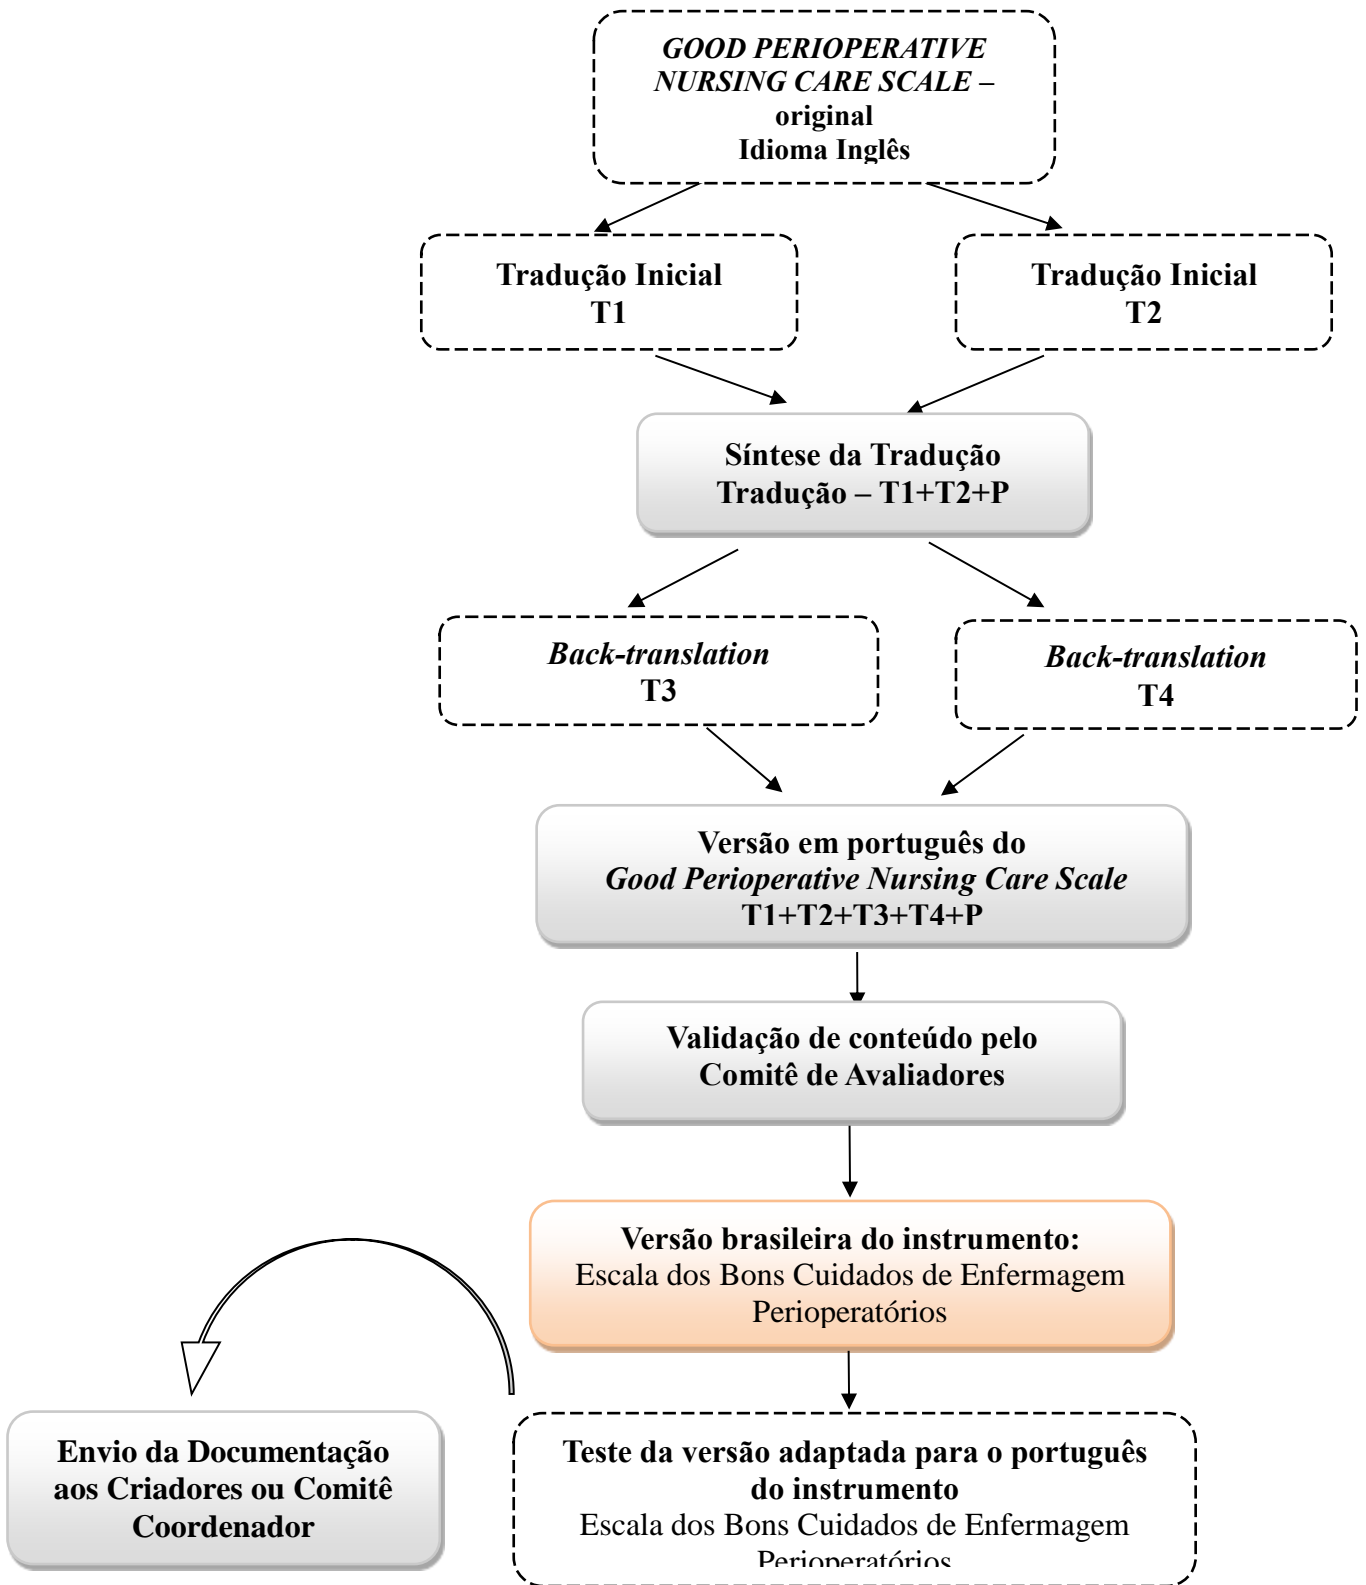 GOOD PERIOPERATIVE
NURSING CARE SCALE –
original
Idioma Inglês
Tradução Inicial
T1
Tradução Inicial
T2
Síntese da Tradução
Tradução – T1+T2+P
Back-translation
T3
Back-translation
T4
Versão em português do
Good Perioperative Nursing Care Scale
T1+T2+T3+T4+P
Validação de conteúdo pelo
Comitê de Avaliadores
Versão brasileira do instrumento:
Escala dos Bons Cuidados de Enfermagem
Perioperatórios
Envio da Documentação
aos Criadores ou Comitê
Coordenador
Teste da versão adaptada para o português
do instrumento
Escala dos Bons Cuidados de Enfermagem
Perioperatórios